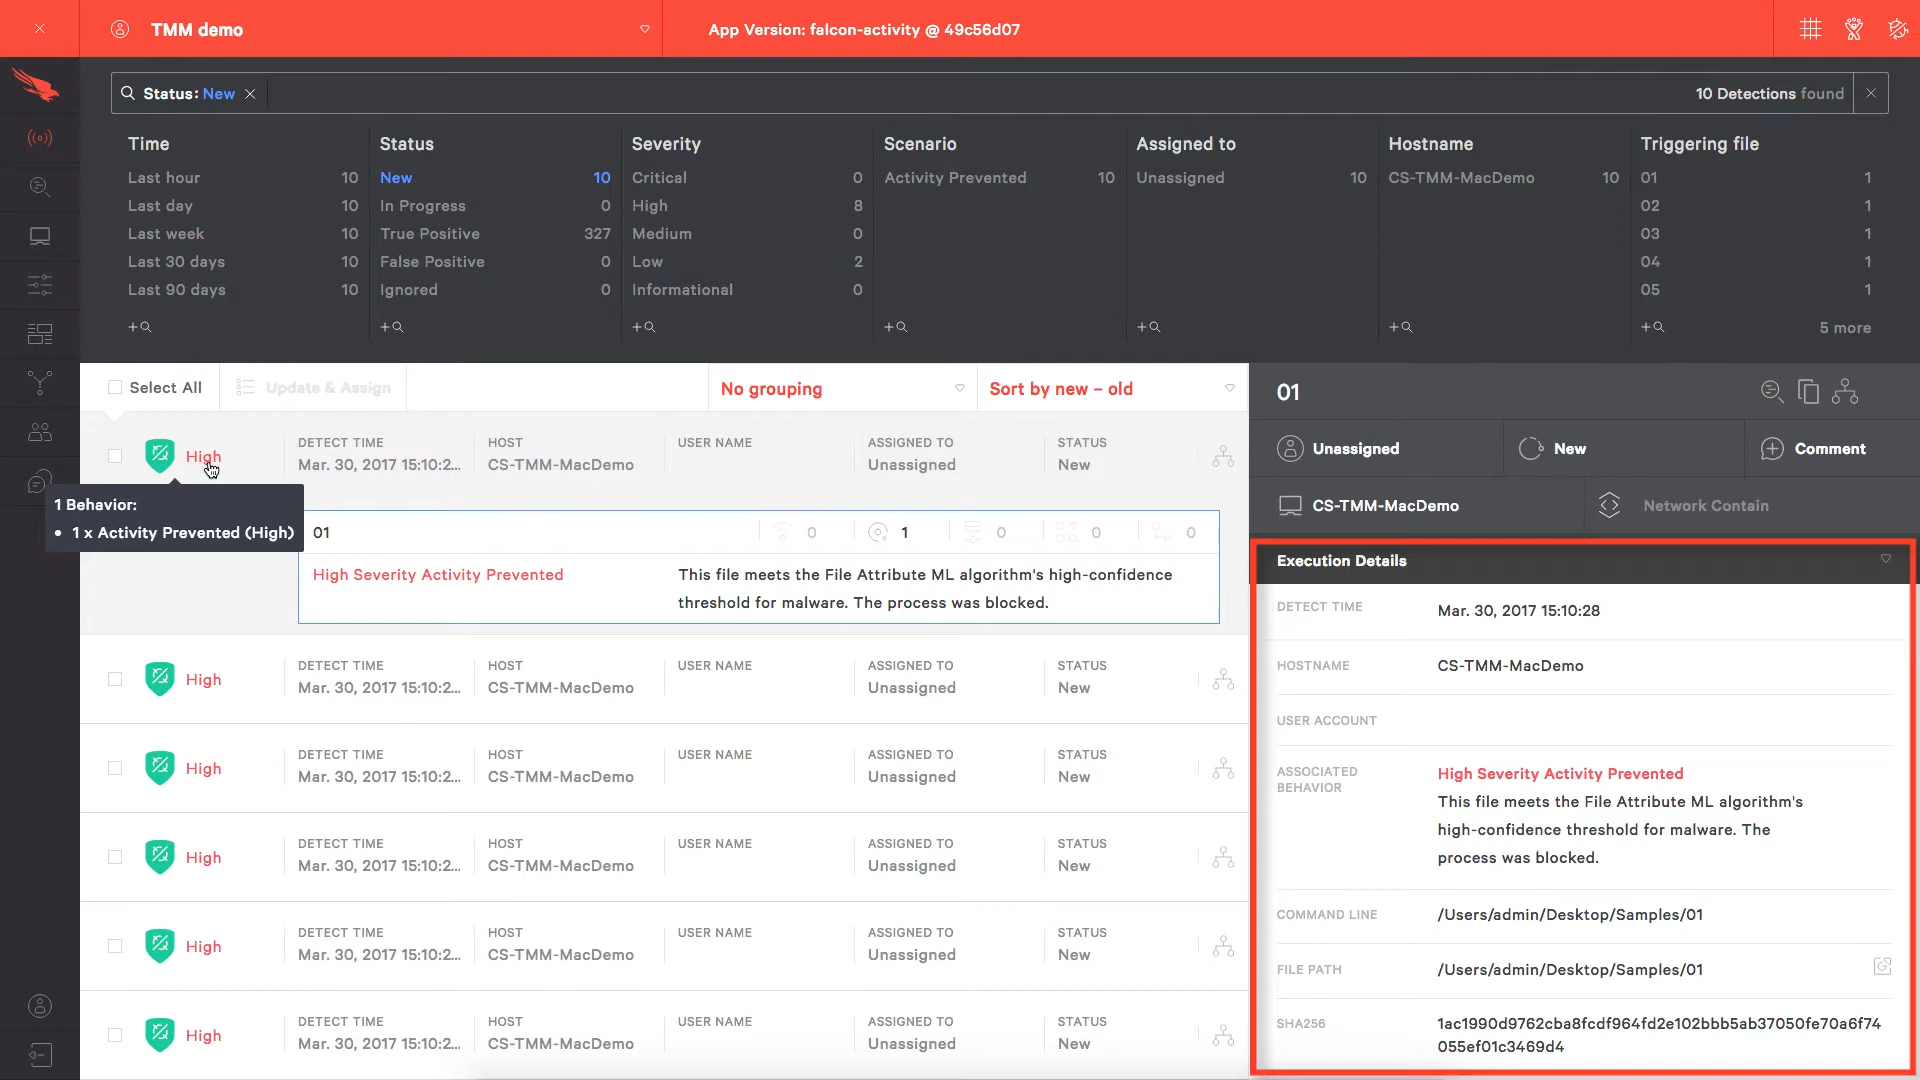 TMM demo
App Version: falcon-activity @ 49c56d07
Status: New
10 Detections found
Time
Last hour 10
Last day 10
Last week 10
Last 30 days 10
Last 90 days 10
Status
New 10
In Progress 0
True Positive 327
False Positive 0
Ignored 0
Severity
Critical 0
High 8
Medium 0
Low 2
Informational 0
Scenario
Activity Prevented 10
Assigned to
Unassigned 10
Hostname
CS-TMM-MacDemo 10
Triggering file
01 1
02 1
03 1
04 1
05 1
5 more
Select All
Update & Assign
No grouping
Sort by new – old
High
DETECT TIME
Mar. 30, 2017 15:10:2...
HOST
CS-TMM-MacDemo
USER NAME
ASSIGNED TO
Unassigned
STATUS
New
1 Behavior:
• 1 x Activity Prevented (High)
01
0
1
0
0
0
High Severity Activity Prevented
This file meets the File Attribute ML algorithm's high-confidence
threshold for malware. The process was blocked.
High
DETECT TIME
Mar. 30, 2017 15:10:2...
HOST
CS-TMM-MacDemo
USER NAME
ASSIGNED TO
Unassigned
STATUS
New
High
DETECT TIME
Mar. 30, 2017 15:10:2...
HOST
CS-TMM-MacDemo
USER NAME
ASSIGNED TO
Unassigned
STATUS
New
High
DETECT TIME
Mar. 30, 2017 15:10:2...
HOST
CS-TMM-MacDemo
USER NAME
ASSIGNED TO
Unassigned
STATUS
New
High
DETECT TIME
Mar. 30, 2017 15:10:2...
HOST
CS-TMM-MacDemo
USER NAME
ASSIGNED TO
Unassigned
STATUS
New
High
DETECT TIME
Mar. 30, 2017 15:10:2...
HOST
CS-TMM-MacDemo
USER NAME
ASSIGNED TO
Unassigned
STATUS
New
01
Unassigned
New
Comment
CS-TMM-MacDemo
Network Contain
Execution Details
DETECT TIME
Mar. 30, 2017 15:10:28
HOSTNAME
CS-TMM-MacDemo
USER ACCOUNT
ASSOCIATED
BEHAVIOR
High Severity Activity Prevented
This file meets the File Attribute ML algorithm's
high-confidence threshold for malware. The
process was blocked.
COMMAND LINE
/Users/admin/Desktop/Samples/01
FILE PATH
/Users/admin/Desktop/Samples/01
SHA256
1ac1990d9762cba8fcdf964fd2e102bbb5ab37050fe70a6f74
055ef01c3469d4